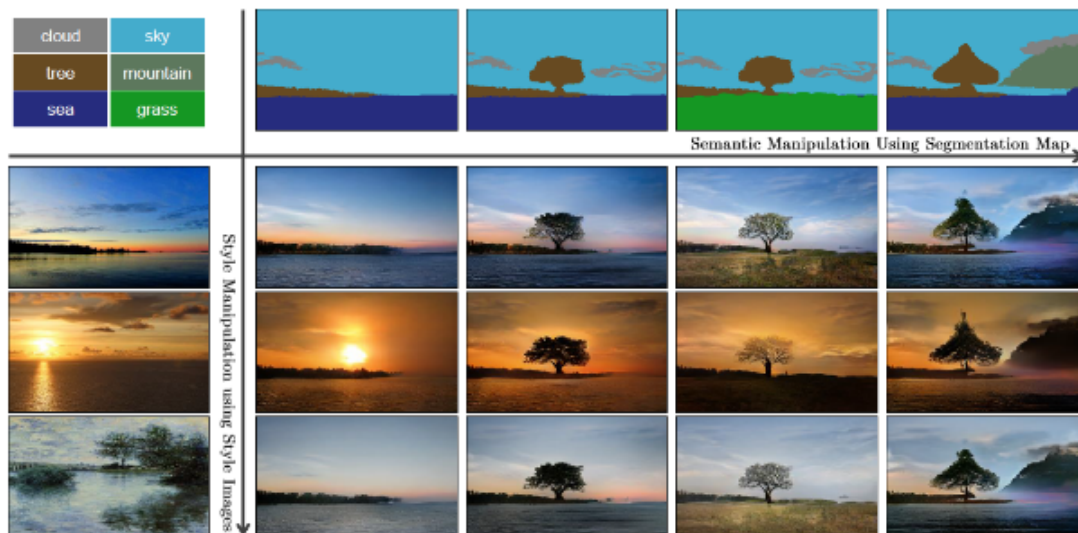 cloud
sky
tree
mountain
sea
grass
Semantic Manipulation Using Segmentation Map
Style Manipulation using Style Images